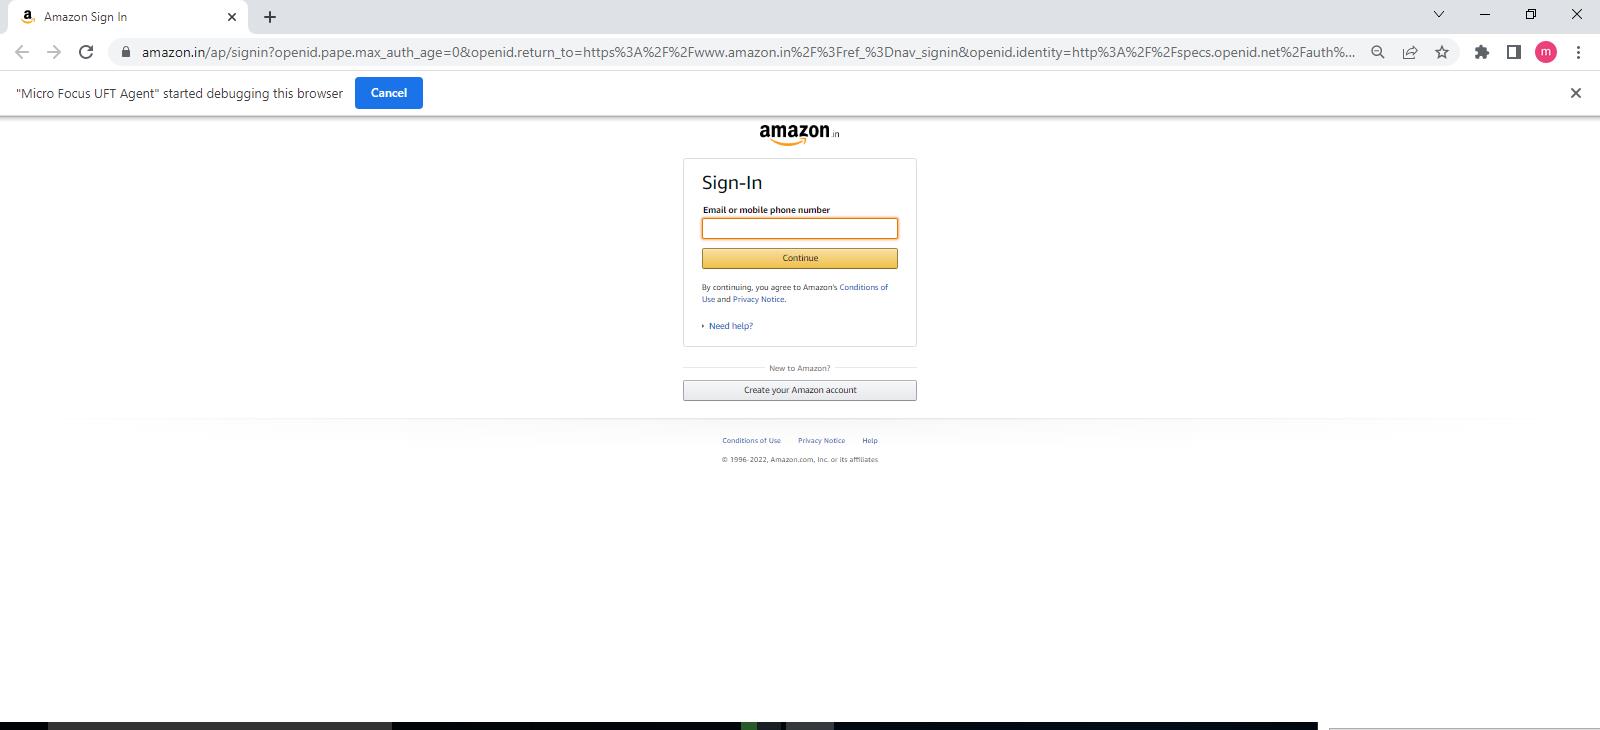 Amazon Sign In
amazon.in/ap/signin?openid.pape.max_auth_age=0&openid.return_to=https%3A%2F%2Fwww.amazon.in%2F%3Fref_%3Dnav_signin&openid.identity=http%3A%2F%2Fspecs.openid.net%2Fauth%...
m
"Micro Focus UFT Agent" started debugging this browser Cancel
amazon.in
Sign-In
Email or mobile phone number
Continue
By continuing, you agree to Amazon's Conditions of
Use and Privacy Notice.
Need help?
New to Amazon?
Create your Amazon account
Conditions of Use Privacy Notice Help
© 1996-2022, Amazon.com, Inc. or its affiliates